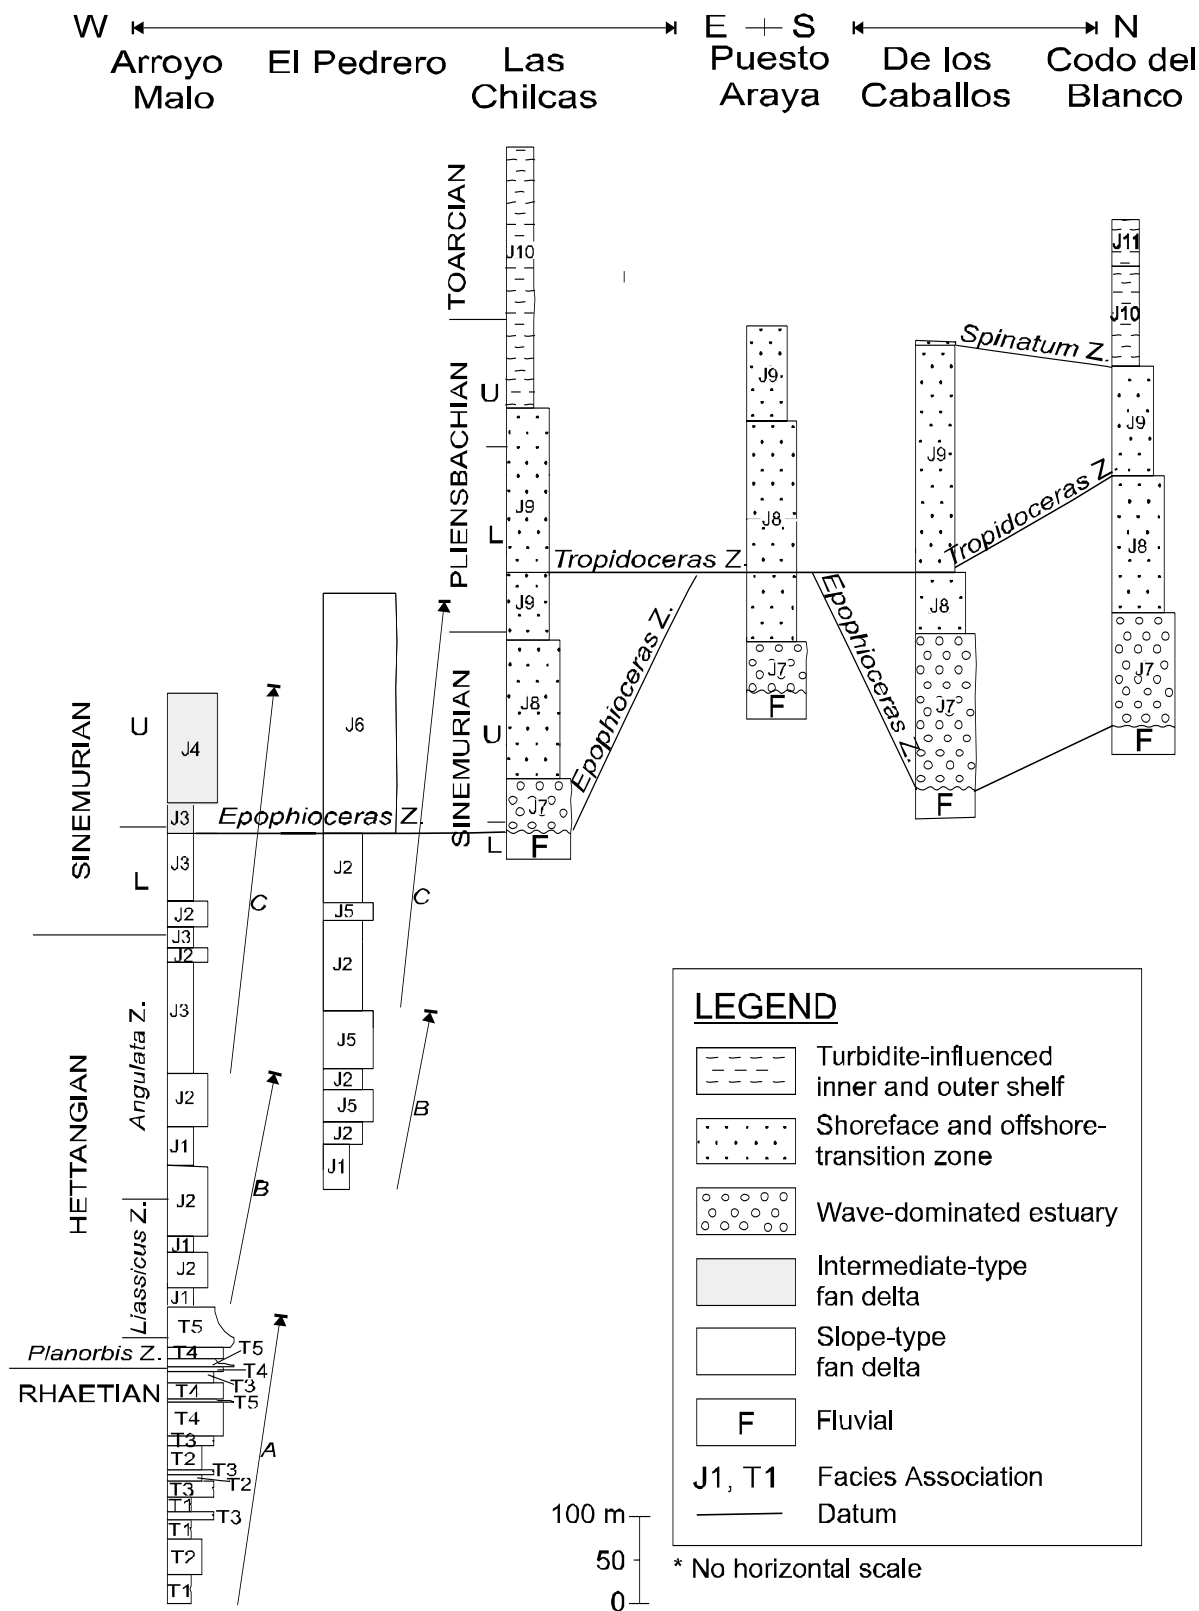 W E S N
Arroyo Malo
El Pedrero
Las Chilcas
Puesto Araya
De los Caballos
Codo del Blanco
SINEMURIAN
U
L
HETTANGIAN
Angulata Z.
Liassicus Z.
Planorbis Z.
RHAETIAN
J4
J3
J3
J2
J3
J2
J3
J2
J1
J2
J1
J2
J1
T5
T4
T5
T4
T3
T4
T5
T4
T3
T2
T3
T2
T3
T1
T3
T1
T2
T1
C
B
A
Epophioceras Z.
J6
J2
J5
J2
J5
J2
J5
J2
J1
C
B
TOARCIAN
PLIENSBACHIAN
U
L
SINEMURIAN
U
L
J10
J9
J9
J8
J7
F
Tropidoceras Z.
Epophioceras Z.
J9
J8
J7
F
Epophioceras Z.
J9
J8
J7
F
Spinatum Z.
Tropidoceras Z.
J11
J10
J9
J8
J7
F
LEGEND
Turbidite-influenced
inner and outer shelf
Shoreface and offshore-
transition zone
Wave-dominated estuary
Intermediate-type
fan delta
Slope-type
fan delta
F Fluvial
J1, T1 Facies Association
Datum
* No horizontal scale
100 m
50
0